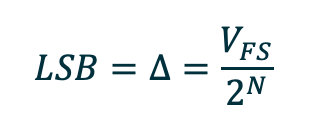 LSB = Δ = V_FS / 2^N